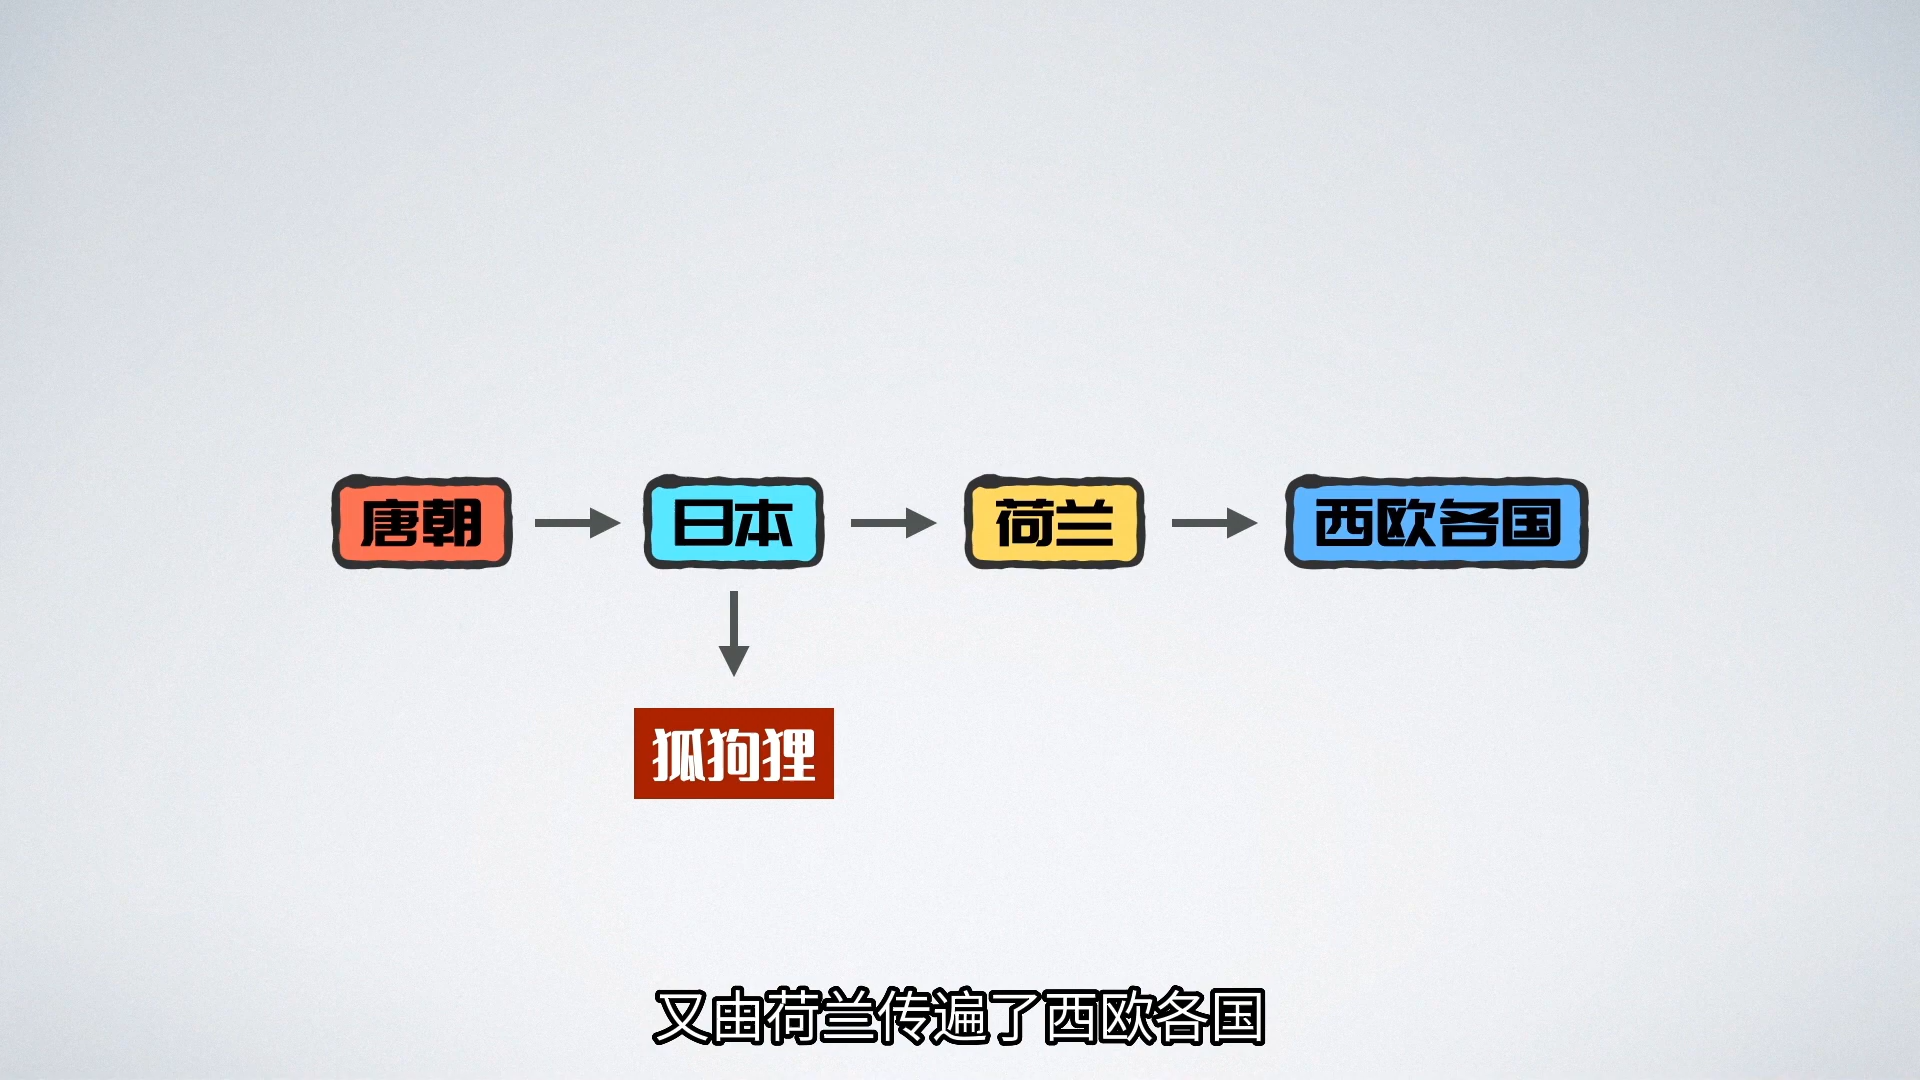 唐朝
日本
荷兰
西欧各国
狐狗狸
又由荷兰传遍了西欧各国